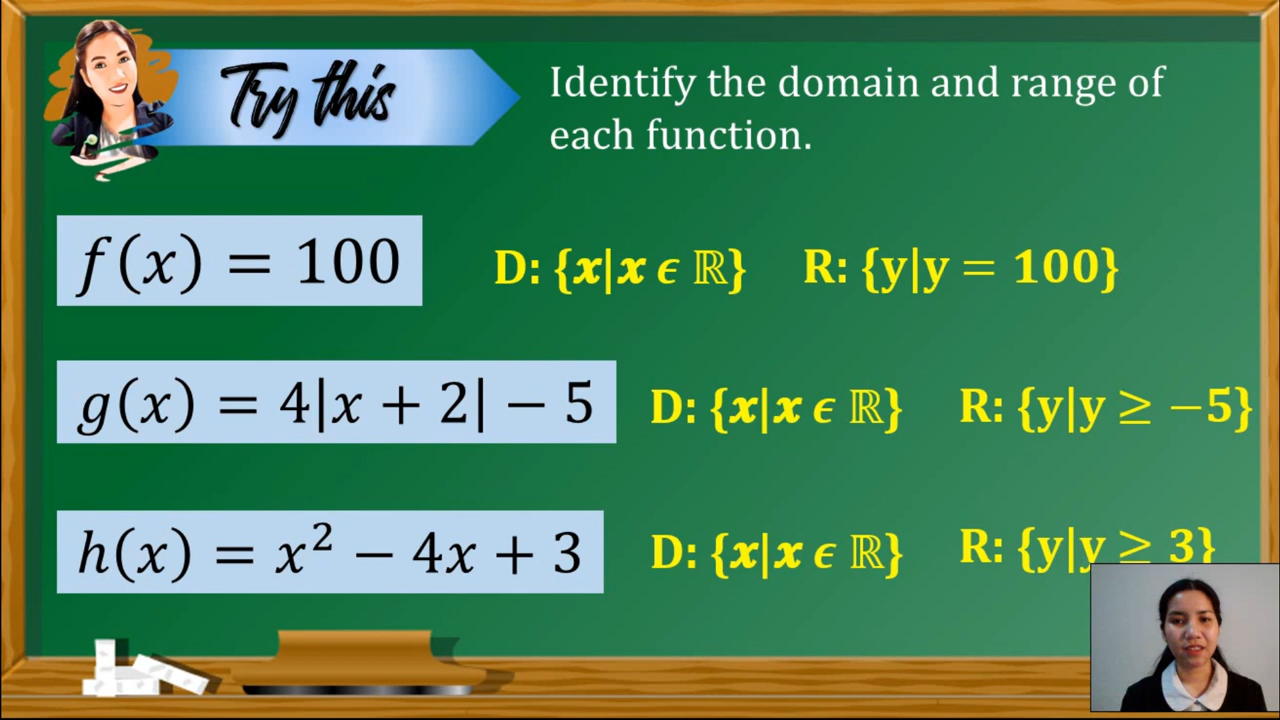 Try this
Identify the domain and range of
each function.
f(x) = 100
D: {x|x ϵ ℝ}
R: {y|y = 100}
g(x) = 4|x + 2| − 5
D: {x|x ϵ ℝ}
R: {y|y ≥ −5}
h(x) = x² − 4x + 3
D: {x|x ϵ ℝ}
R: {y|y ≥ 3}